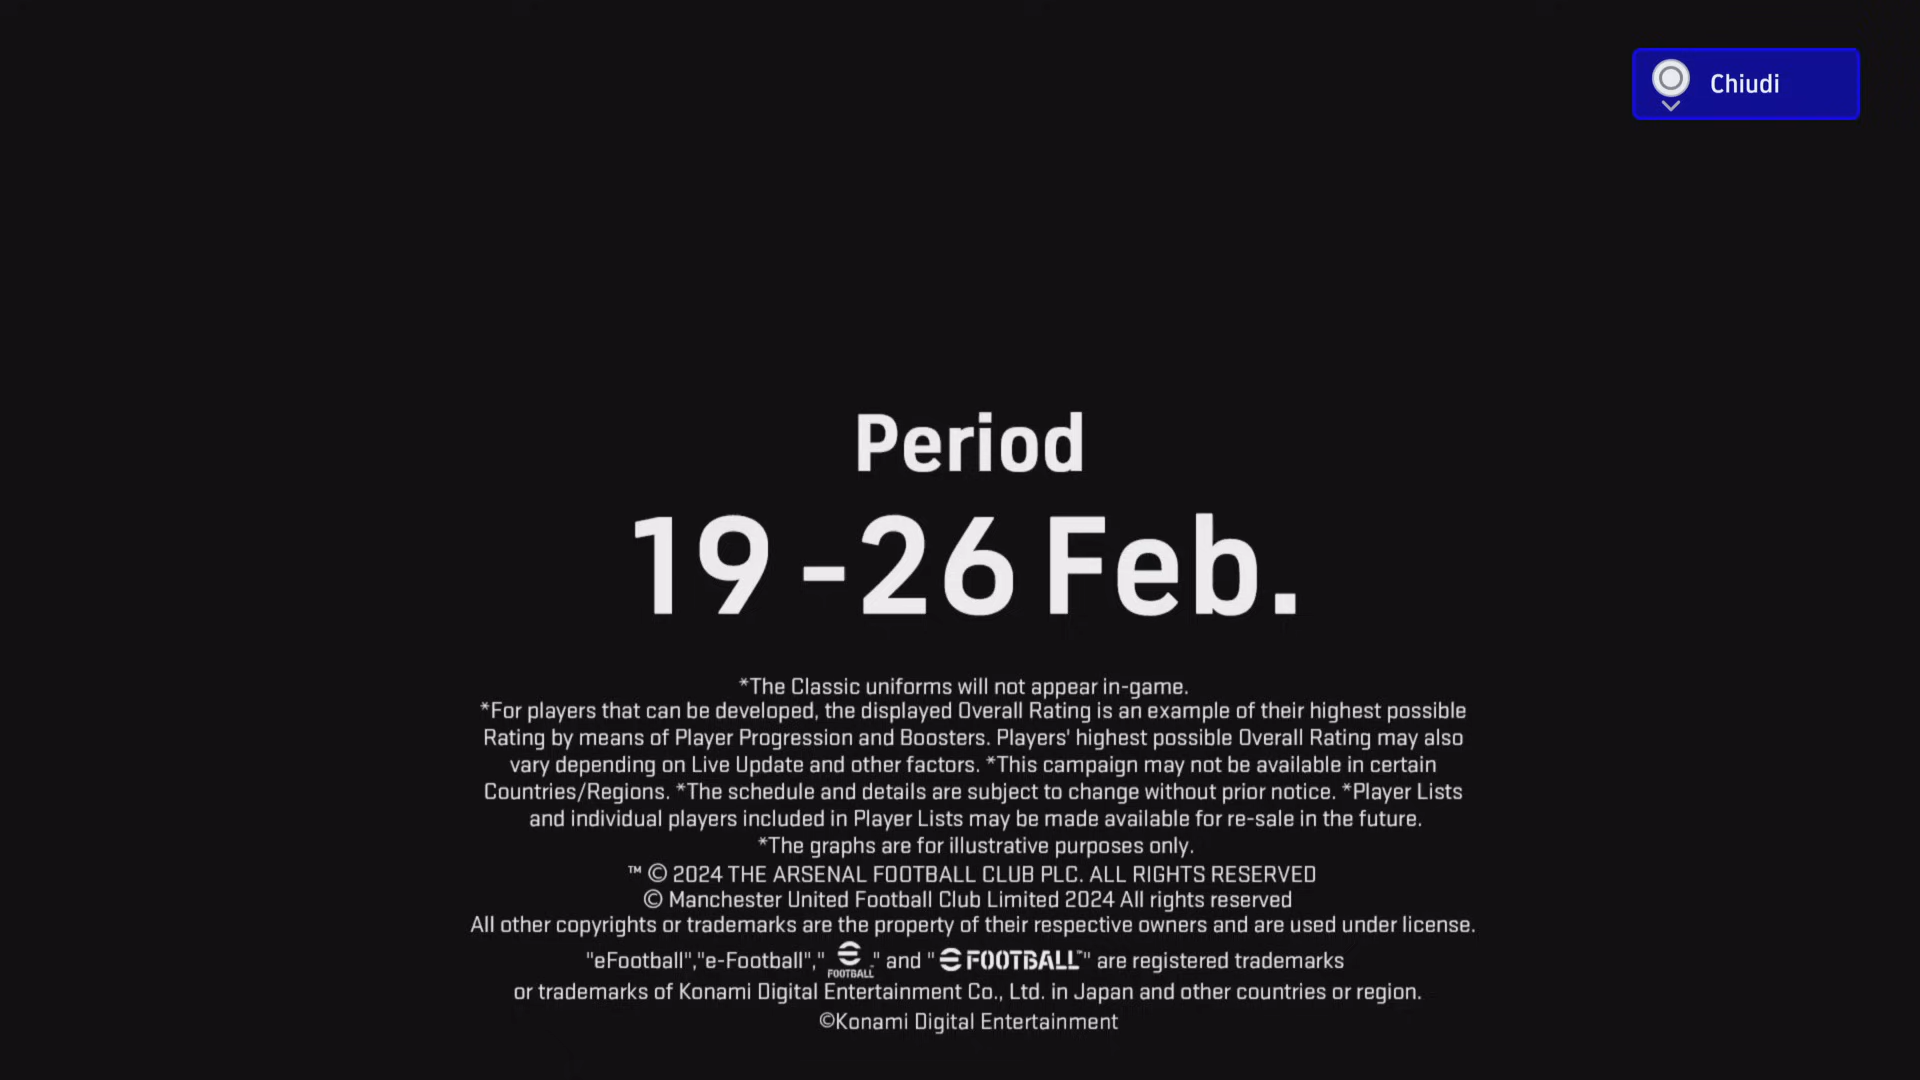 Chiudi
Period
19 - 26 Feb.
*The Classic uniforms will not appear in-game.
*For players that can be developed, the displayed Overall Rating is an example of their highest possible
Rating by means of Player Progression and Boosters. Players' highest possible Overall Rating may also
vary depending on Live Update and other factors. *This campaign may not be available in certain
Countries/Regions. *The schedule and details are subject to change without prior notice. *Player Lists
and individual players included in Player Lists may be made available for re-sale in the future.
*The graphs are for illustrative purposes only.
™ © 2024 THE ARSENAL FOOTBALL CLUB PLC. ALL RIGHTS RESERVED
© Manchester United Football Club Limited 2024 All rights reserved
All other copyrights or trademarks are the property of their respective owners and are used under license.
"eFootball","e-Football"," e FOOTBALL™" and " e FOOTBALL™" are registered trademarks
or trademarks of Konami Digital Entertainment Co., Ltd. in Japan and other countries or region.
©Konami Digital Entertainment